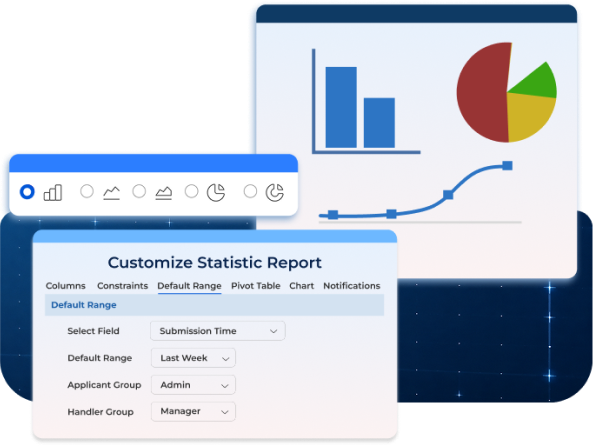 Customize Statistic Report
Columns Constraints Default Range Pivot Table Chart Notifications
Default Range
Select Field Submission Time
Default Range Last Week
Applicant Group Admin
Handler Group Manager